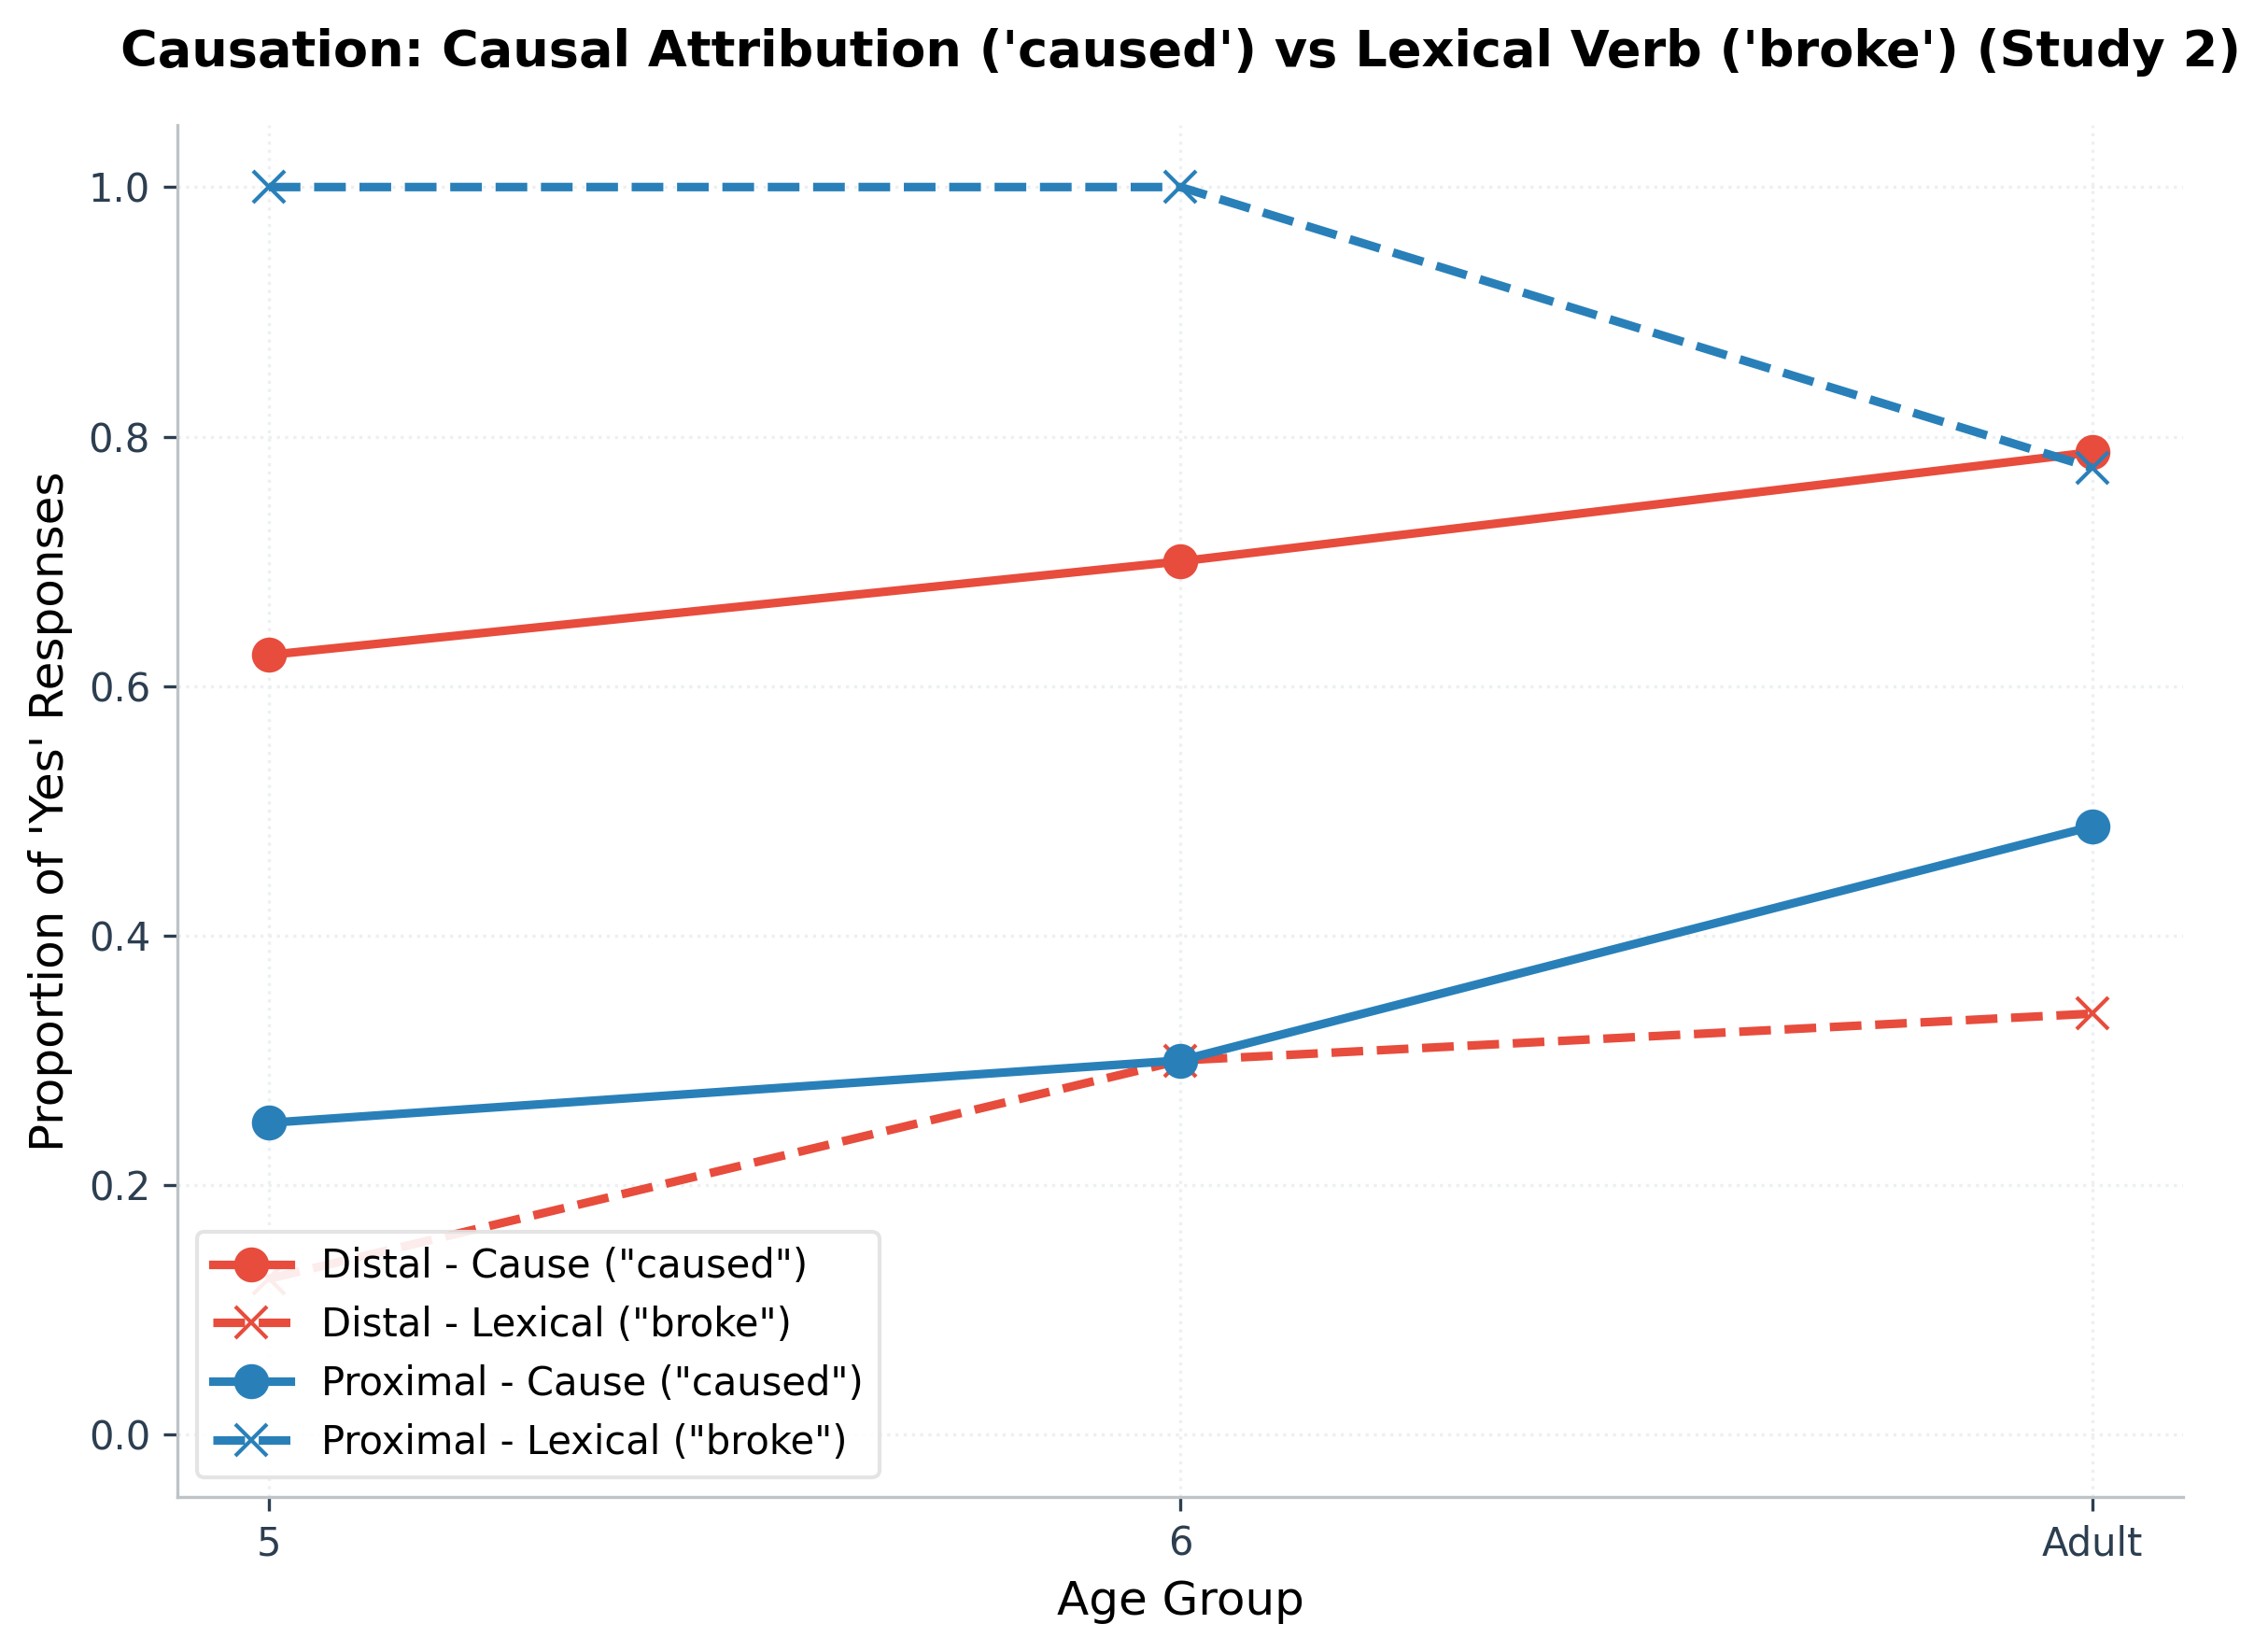 Causation: Causal Attribution ('caused') vs Lexical Verb ('broke') (Study 2)
Proportion of 'Yes' Responses
1.0
0.8
0.6
0.4
0.2
0.0
Distal - Cause ("caused")
Distal - Lexical ("broke")
Proximal - Cause ("caused")
Proximal - Lexical ("broke")
5 6 Adult
Age Group